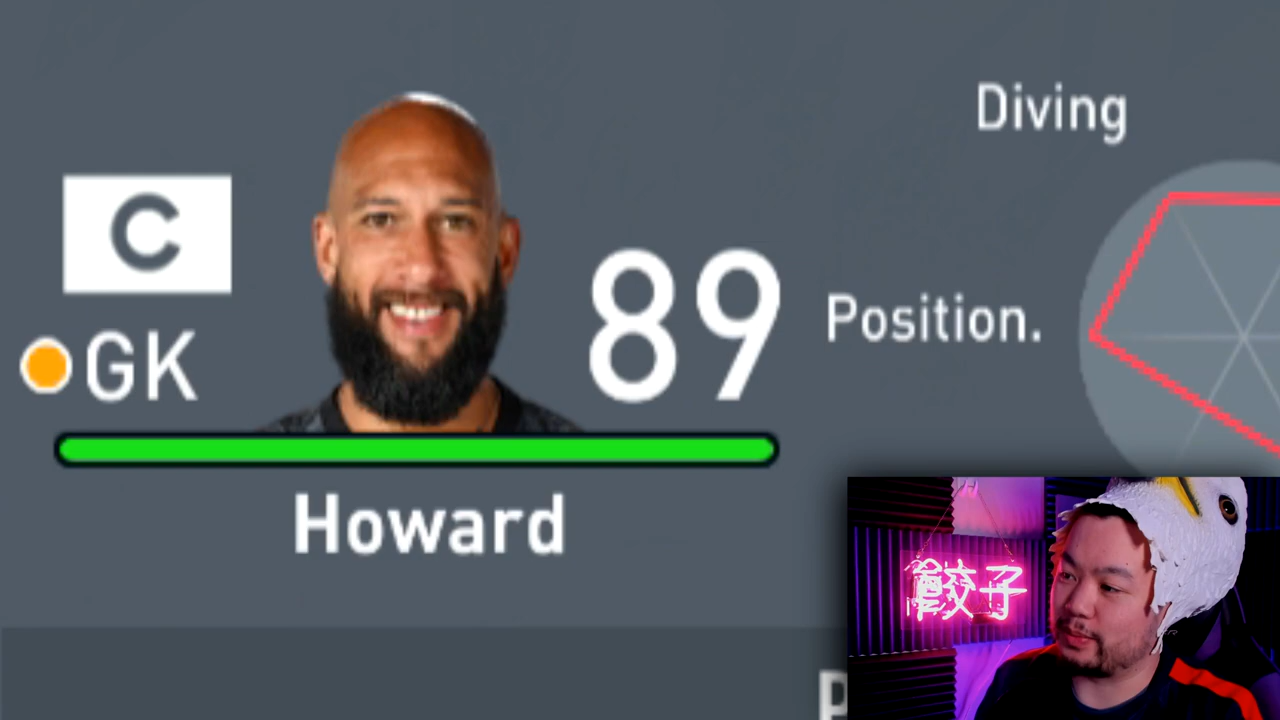 Diving
C
GK
89
Position.
Howard
餃子
P